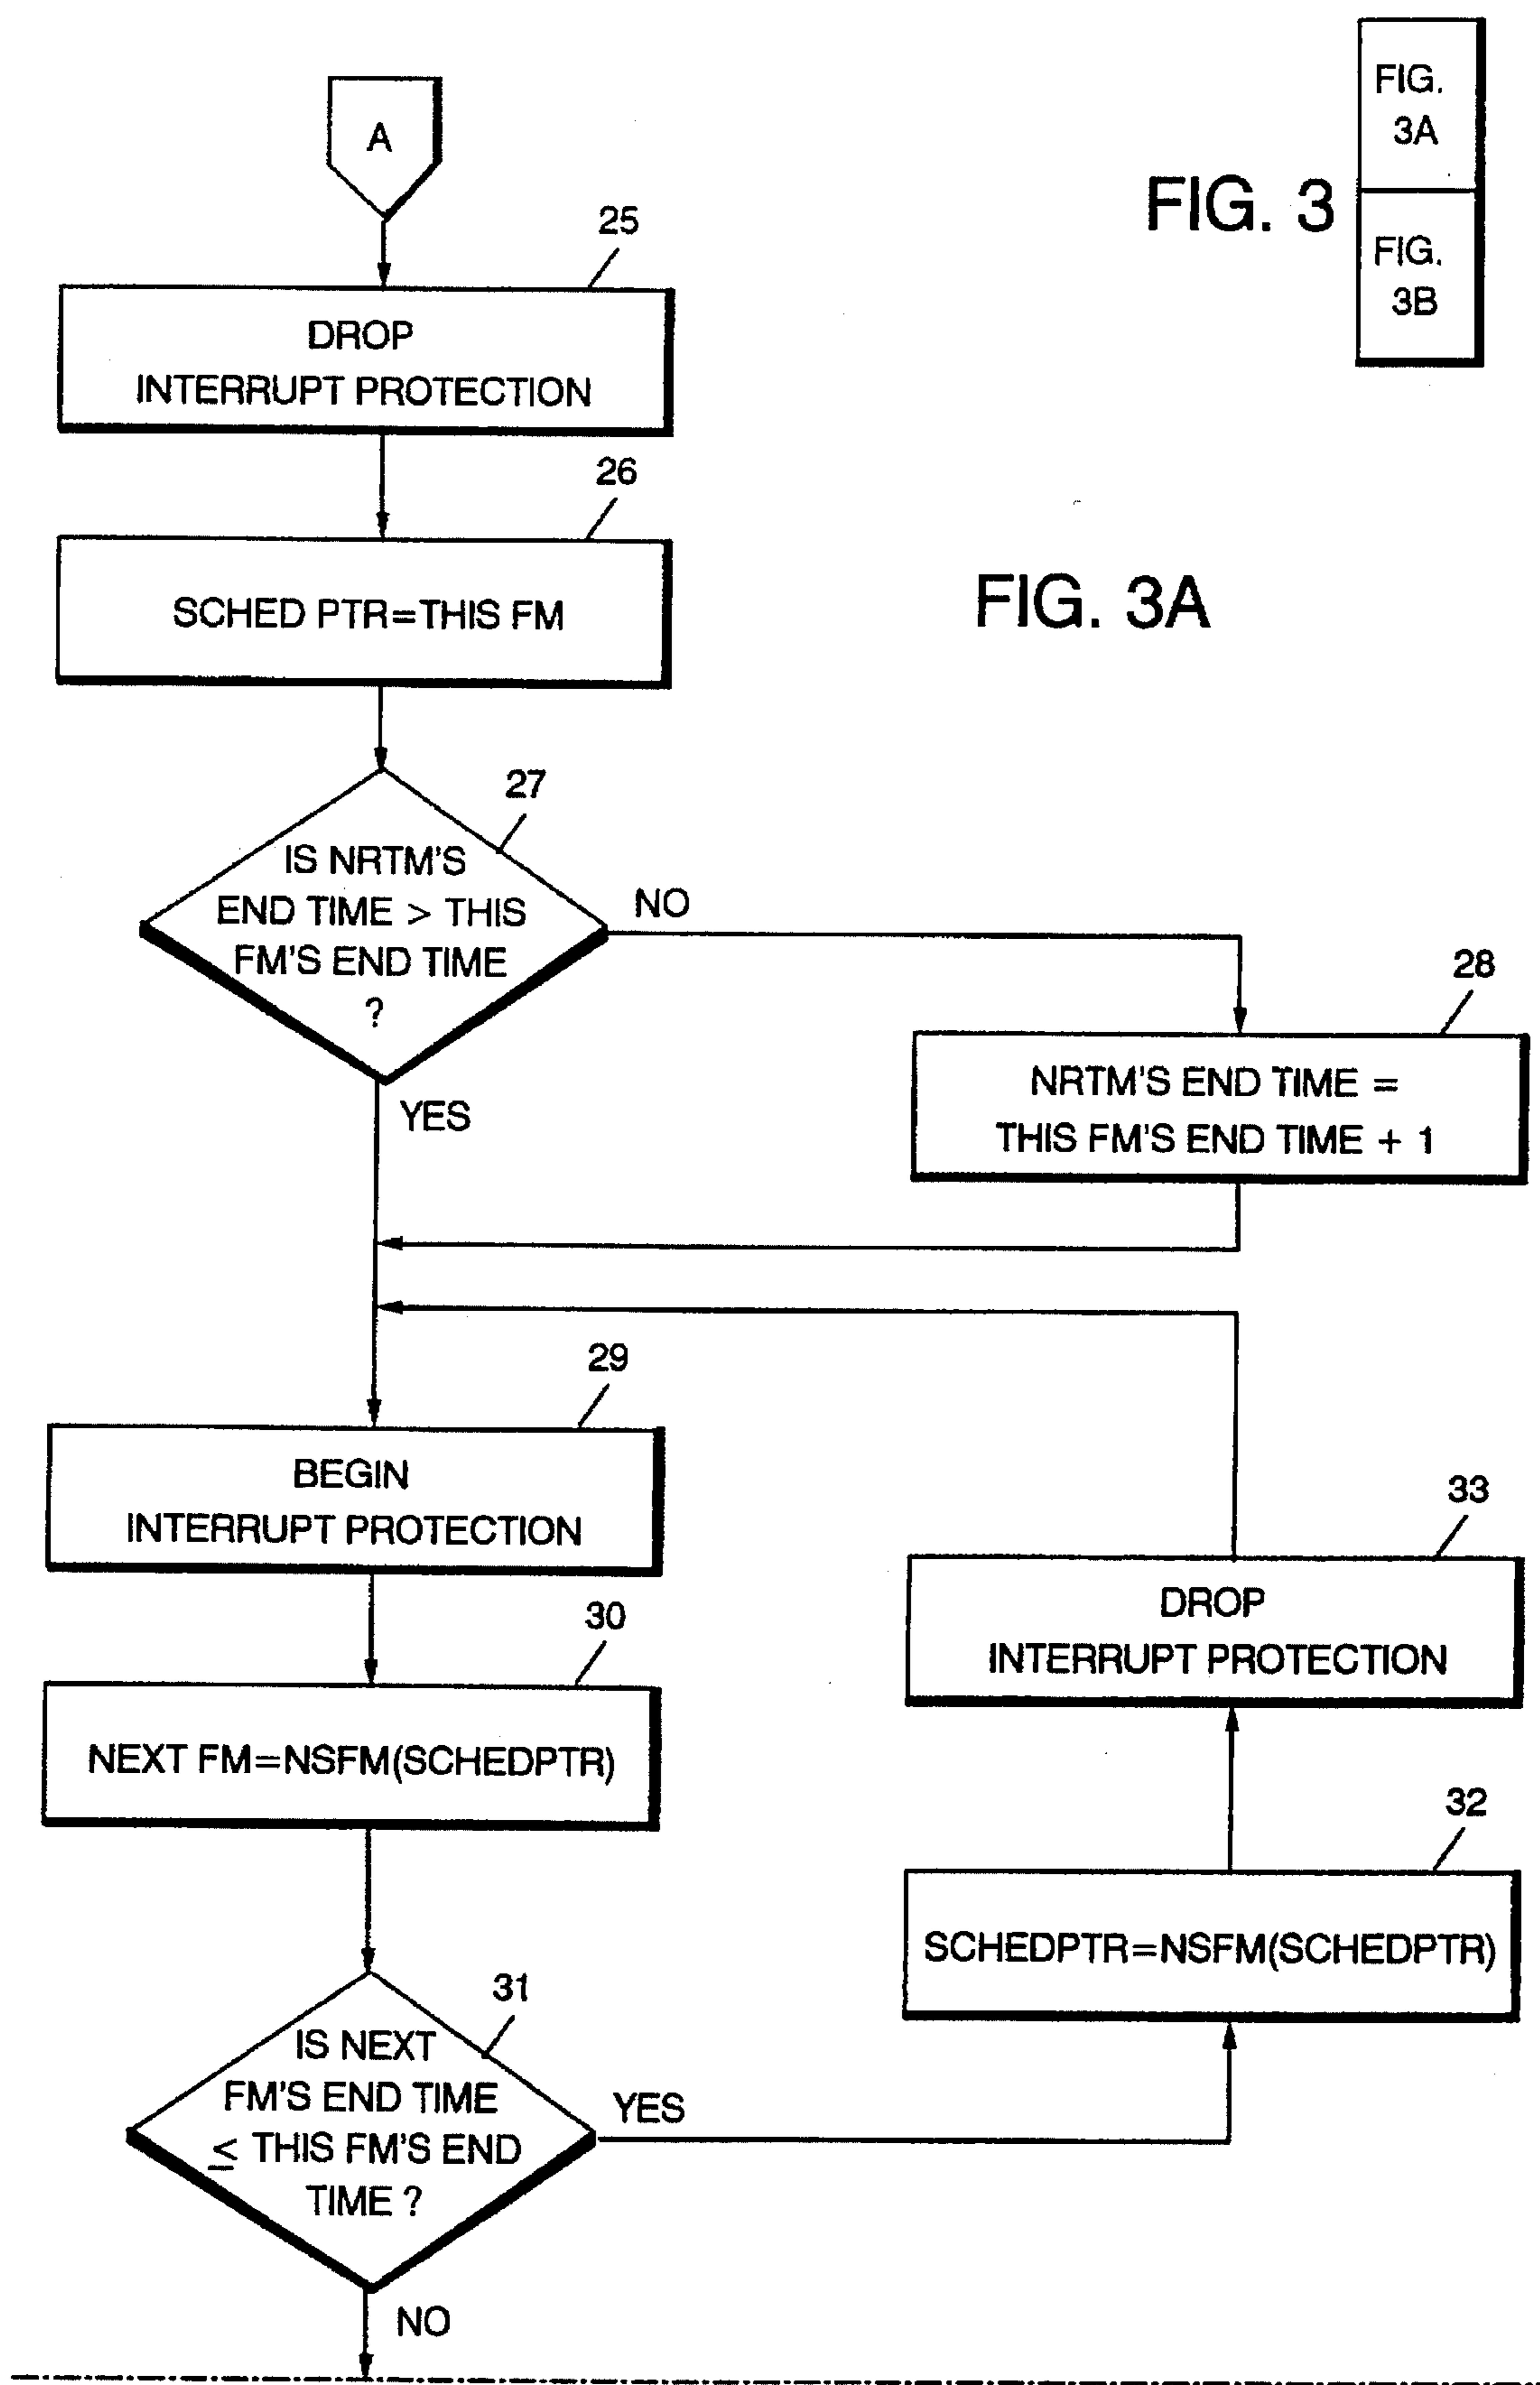 A
FIG.
3A
FIG. 3
FIG.
3B
25
DROP
INTERRUPT PROTECTION
26
SCHED PTR=THIS FM
FIG. 3A
27
IS NRTM'S
END TIME > THIS
FM'S END TIME
?
NO
YES
28
NRTM'S END TIME =
THIS FM'S END TIME + 1
29
BEGIN
INTERRUPT PROTECTION
33
DROP
INTERRUPT PROTECTION
30
NEXT FM=NSFM(SCHEDPTR)
32
SCHEDPTR=NSFM(SCHEDPTR)
31
IS NEXT
FM'S END TIME
≤ THIS FM'S END
TIME ?
YES
NO